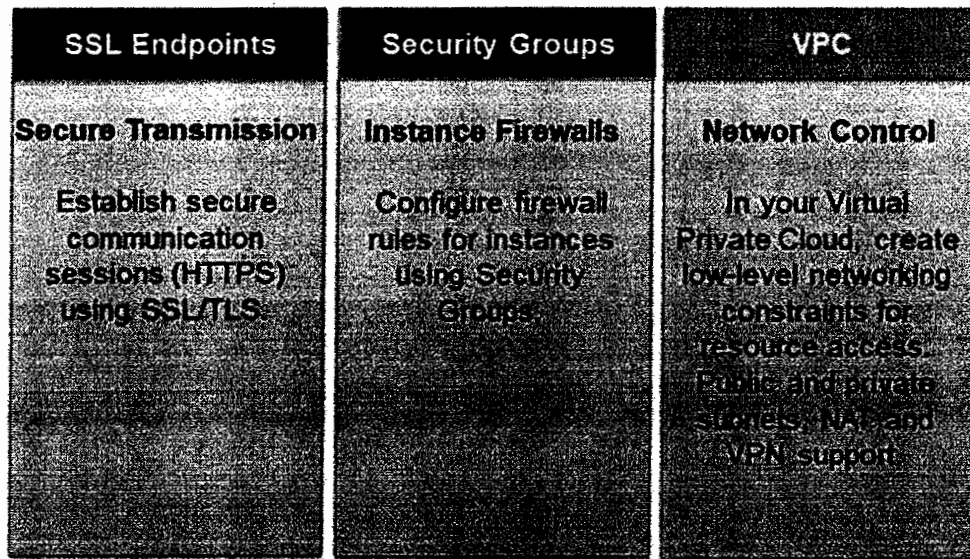 SSL Endpoints
Secure Transmission
Establish secure
communication
sessions (HTTPS)
using SSL/TLS.
Security Groups
Instance Firewalls
Configure firewall
rules for instances
using Security
Groups.
VPC
Network Control
In your Virtual
Private Cloud, create
low-level networking
constraints for
resource access.
Public and private
subnets, NAT and
VPN support.